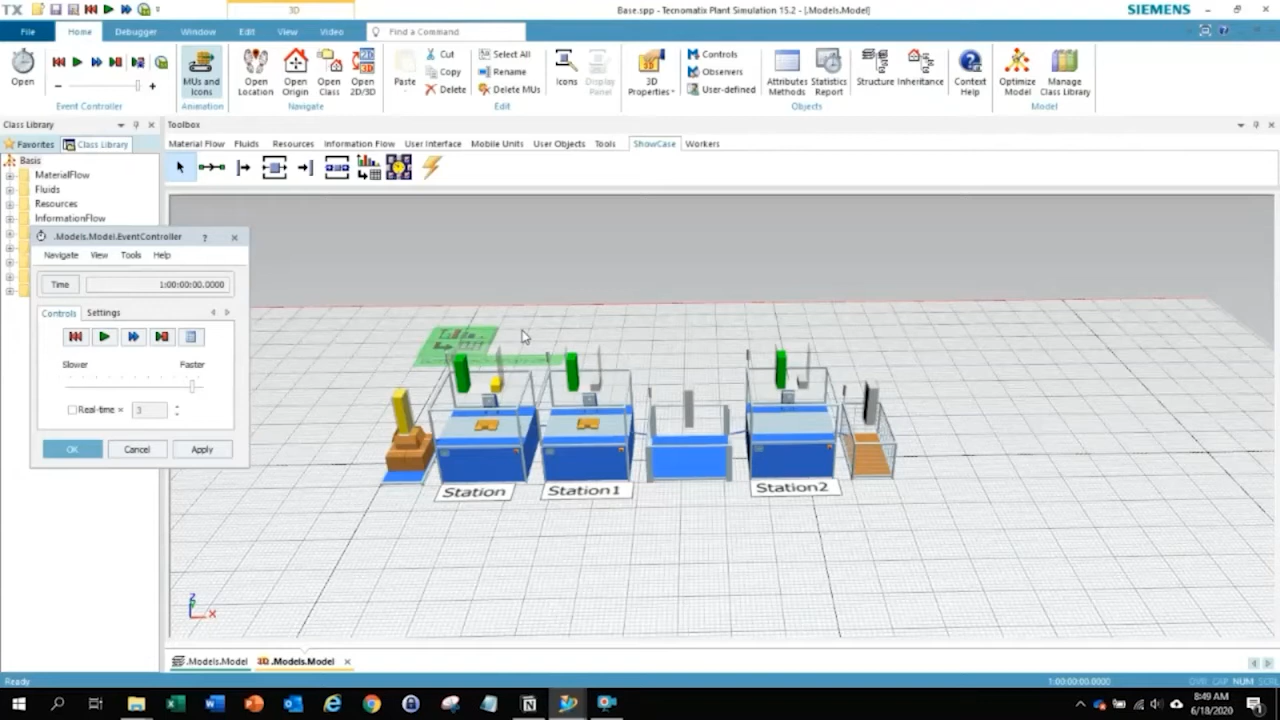 TX
3D
Base.spp - Tecnomatix Plant Simulation 15.2 - [.Models.Model]
SIEMENS
File
Home
Debugger
Window
Edit
View
Video
Find a Command
Open
Event Controller
MUs and Icons
Animation
Open Location
Open Origin
Open Class
Open 2D/3D
Navigate
Paste
Cut
Copy
Delete
Select All
Rename
Delete MUs
Edit
Icons
Display Panel
3D Properties
Controls
Observers
User-defined
Attributes Methods
Statistics Report
Objects
Structure
Inheritance
Context Help
Optimize Model
Manage Class Library
Model
Class Library
Toolbox
Favorites
Class Library
Material Flow
Fluids
Resources
Information Flow
User Interface
Mobile Units
User Objects
Tools
ShowCase
Workers
Basis
MaterialFlow
Fluids
Resources
InformationFlow
.Models.Model.EventController
?
Navigate
View
Tools
Help
Time
1:00:00:00.0000
Controls
Settings
Slower
Faster
Real-time ×
3
OK
Cancel
Apply
Station
Station1
Station2
.Models.Model
3D .Models.Model
Ready
1:00:00:00.0000
OVR CAP NUM SCRL
8:49 AM
6/18/2020